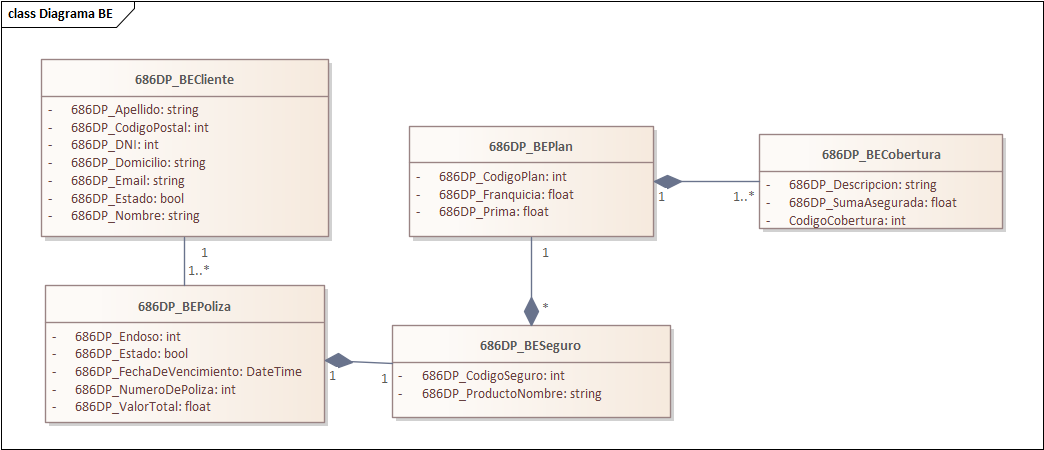 class Diagrama BE
686DP_BECliente
- 686DP_Apellido: string
- 686DP_CodigoPostal: int
- 686DP_DNI: int
- 686DP_Domicilio: string
- 686DP_Email: string
- 686DP_Estado: bool
- 686DP_Nombre: string
1
1..*
686DP_BEPoliza
- 686DP_Endoso: int
- 686DP_Estado: bool
- 686DP_FechaDeVencimiento: DateTime
- 686DP_NumeroDePoliza: int
- 686DP_ValorTotal: float
1
1
686DP_BEPlan
- 686DP_CodigoPlan: int
- 686DP_Franquicia: float
- 686DP_Prima: float
1
1..*
1
*
686DP_BESeguro
- 686DP_CodigoSeguro: int
- 686DP_ProductoNombre: string
686DP_BECobertura
- 686DP_Descripcion: string
- 686DP_SumaAsegurada: float
- CodigoCobertura: int